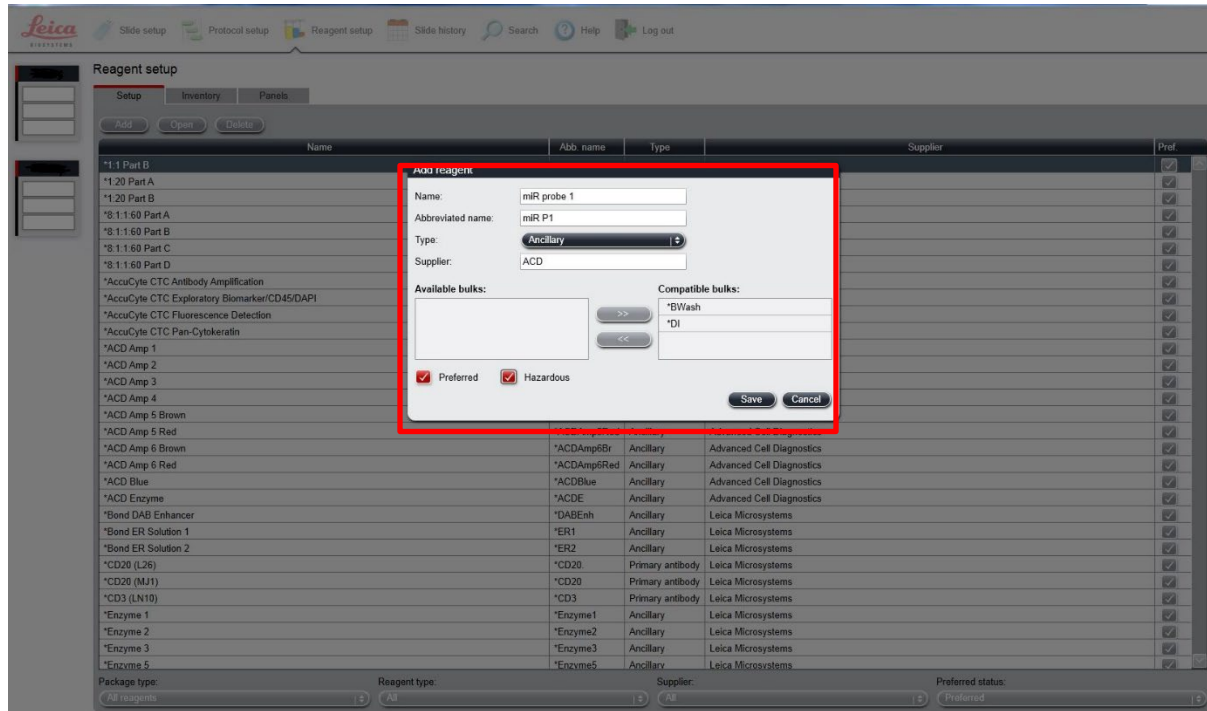 Leica
BIOSYSTEMS
Slide setup Protocol setup Reagent setup Slide history Search Help Log out
Reagent setup
Setup Inventory Panels
Add Open Delete
Name Abb. name Type Supplier Pref.
*1:1 Part B
*1:20 Part A
*1:20 Part B
*8:1:1:60 Part A
*8:1:1:60 Part B
*8:1:1:60 Part C
*8:1:1:60 Part D
*AccuCyte CTC Antibody Amplification
*AccuCyte CTC Exploratory Biomarker/CD45/DAPI
*AccuCyte CTC Fluorescence Detection
*AccuCyte CTC Pan-Cytokeratin
*ACD Amp 1
*ACD Amp 2
*ACD Amp 3
*ACD Amp 4
*ACD Amp 5 Brown
Add reagent
Name: miR probe 1
Abbreviated name: miR P1
Type: Ancillary
Supplier: ACD
Available bulks: Compatible bulks:
*BWash
>>
*DI
<<
Preferred Hazardous
Save Cancel
*ACD Amp 5 Red *ACDAmp5Red Ancillary Advanced Cell Diagnostics
*ACD Amp 6 Brown *ACDAmp6Br Ancillary Advanced Cell Diagnostics
*ACD Amp 6 Red *ACDAmp6Red Ancillary Advanced Cell Diagnostics
*ACD Blue *ACDBlue Ancillary Advanced Cell Diagnostics
*ACD Enzyme *ACDE Ancillary Advanced Cell Diagnostics
*Bond DAB Enhancer *DABEnh Ancillary Leica Microsystems
*Bond ER Solution 1 *ER1 Ancillary Leica Microsystems
*Bond ER Solution 2 *ER2 Ancillary Leica Microsystems
*CD20 (L26) *CD20. Primary antibody Leica Microsystems
*CD20 (MJ1) *CD20 Primary antibody Leica Microsystems
*CD3 (LN10) *CD3 Primary antibody Leica Microsystems
*Enzyme 1 *Enzyme1 Ancillary Leica Microsystems
*Enzyme 2 *Enzyme2 Ancillary Leica Microsystems
*Enzyme 3 *Enzyme3 Ancillary Leica Microsystems
*Enzyme 5 *Enzyme5 Ancillary Leica Microsystems
Package type: Reagent type: Supplier: Preferred status:
All reagents All All Preferred